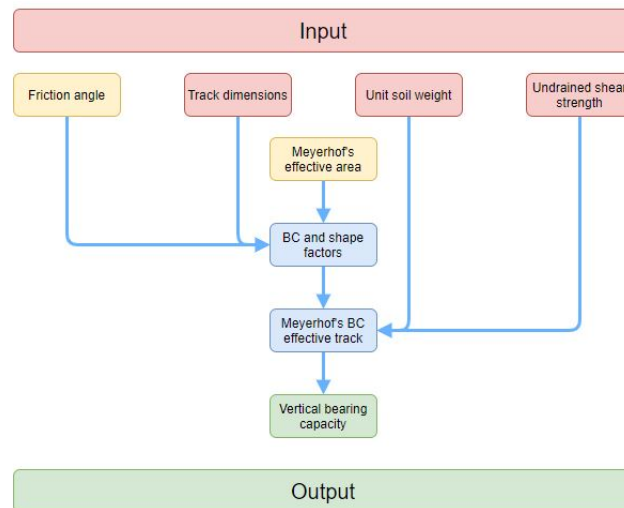 Input
Friction angle
Track dimensions
Unit soil weight
Undrained shear
strength
Meyerhof's
effective area
BC and shape
factors
Meyerhof's BC
effective track
Vertical bearing
capacity
Output